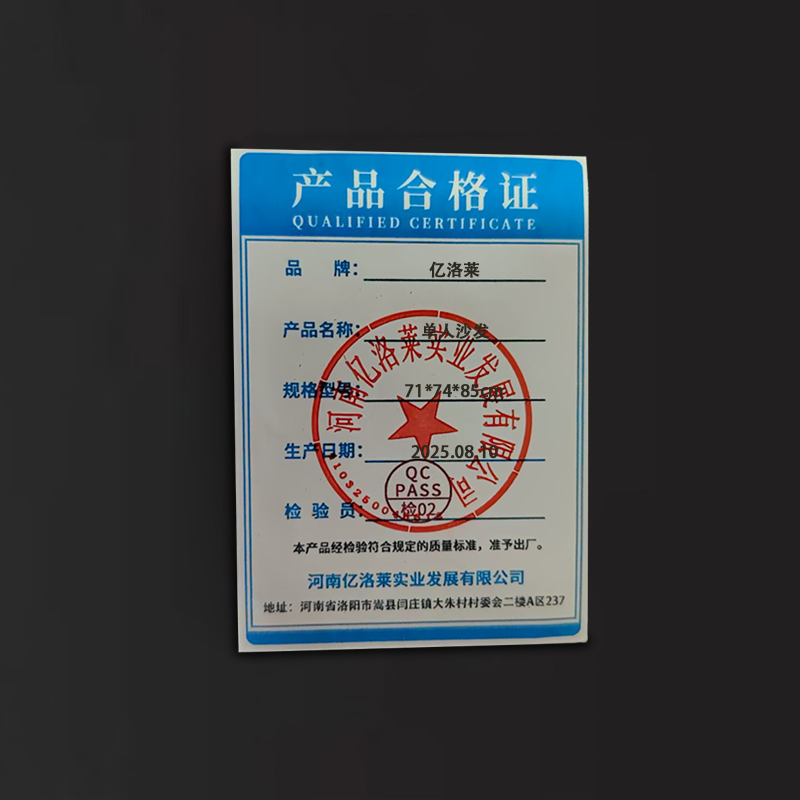 产品合格证
QUALIFIED CERTIFICATE
品 牌： 亿洛莱
产品名称： 单人沙发
规格型号： 71*74*85cm
生产日期： 2025.08.10
检 验 员：
QC
PASS
检02
河南亿洛莱实业发展有限公司
本产品经检验符合规定的质量标准，准予出厂。
河南亿洛莱实业发展有限公司
地址：河南省洛阳市嵩县闫庄镇大朱村村委会二楼A区237